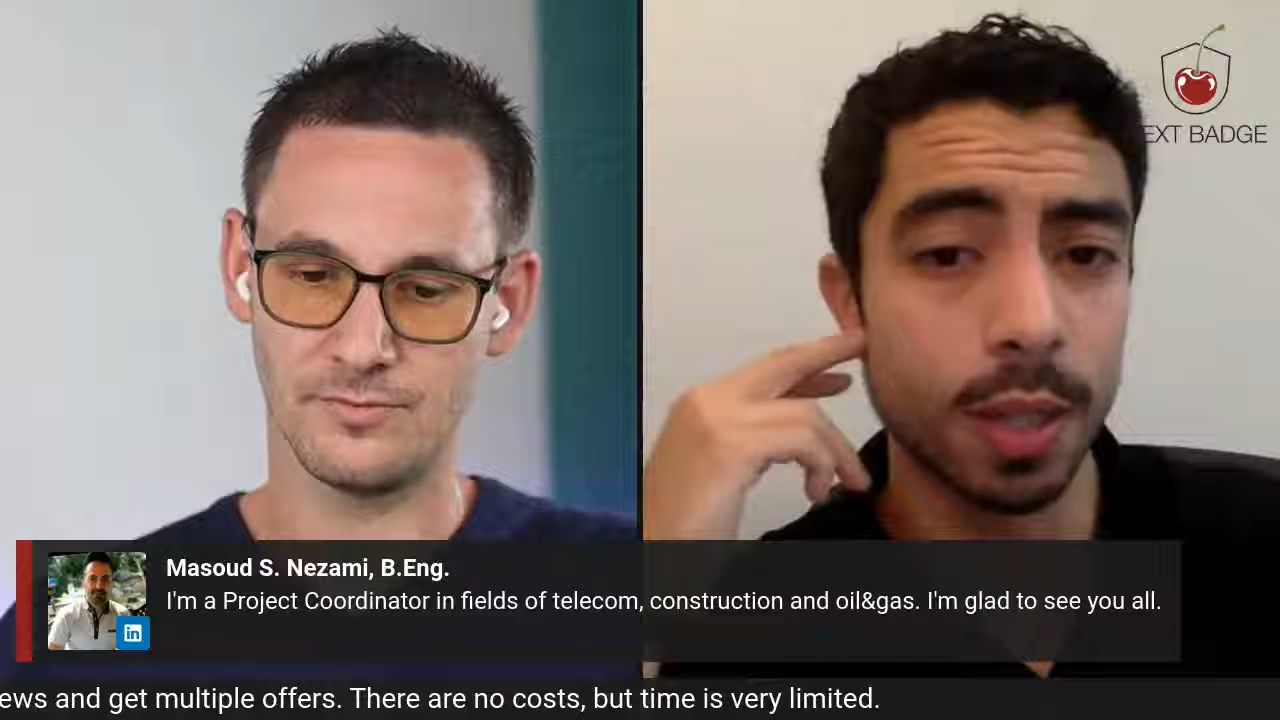 EXT BADGE
Masoud S. Nezami, B.Eng.
I'm a Project Coordinator in fields of telecom, construction and oil&gas. I'm glad to see you all.
in
ews and get multiple offers. There are no costs, but time is very limited.